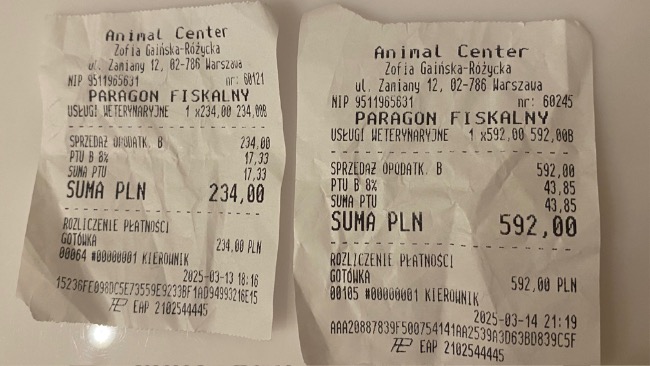 Animal Center
Zofia Gaińska-Różycka
ul. Zaniany 12, 02-786 Warszawa
NIP 9511965631 nr: 60121
PARAGON FISKALNY
USŁUGI WETERYNARYJNE 1 x234,00 234,00B
SPRZEDAŻ OPODATK. B 234,00
PTU B 8% 17,33
SUMA PTU 17,33
SUMA PLN 234,00
ROZLICZENIE PŁATNOŚCI
GOTÓWKA 234,00 PLN
00064 #00000001 KIEROWNIK
2025-03-13 18:16
15236FE098DC5E73559E9233BF1AD94993216E15
EAP 2102544445
Animal Center
Zofia Gaińska-Różycka
ul. Zaniany 12, 02-786 Warszawa
NIP 9511965631 nr: 60245
PARAGON FISKALNY
USŁUGI WETERYNARYJNE 1 x592,00 592,00B
SPRZEDAŻ OPODATK. B 592,00
PTU B 8% 43,85
SUMA PTU 43,85
SUMA PLN 592,00
ROZLICZENIE PŁATNOŚCI
GOTÓWKA 592,00 PLN
00105 #00000001 KIEROWNIK
2025-03-14 21:19
AAA20887839F500754141AA2539A3D63BD839C5F
EAP 2102544445